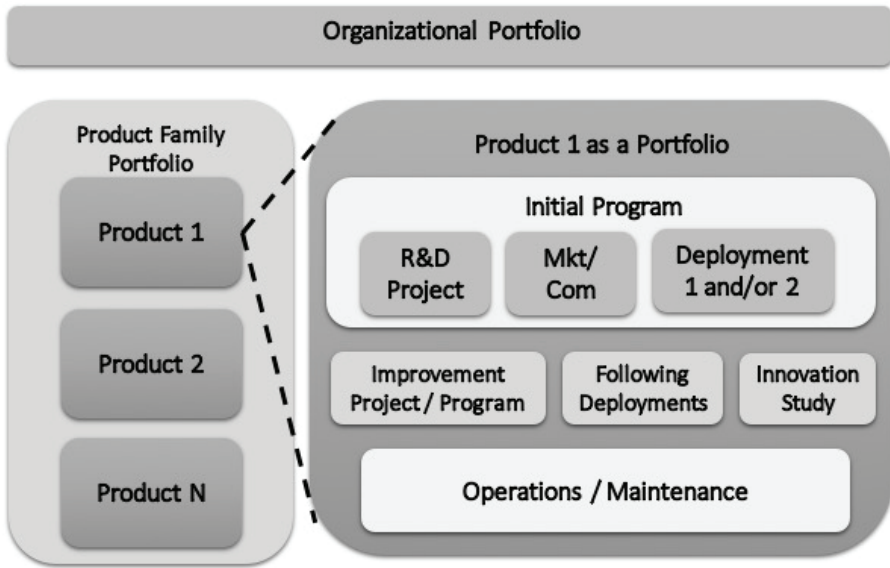 Organizational Portfolio
Product Family
Portfolio
Product 1
Product 2
Product N
Product 1 as a Portfolio
Initial Program
R&D
Project
Mkt/
Com
Deployment
1 and/or 2
Improvement
Project / Program
Following
Deployments
Innovation
Study
Operations / Maintenance